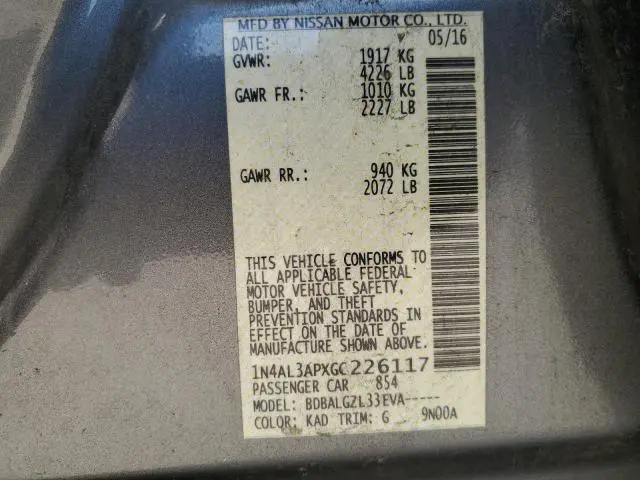 MFD BY NISSAN MOTOR CO., LTD.
DATE: 05/16
GVWR: 1917 KG
4226 LB
GAWR FR.: 1010 KG
2227 LB
GAWR RR.: 940 KG
2072 LB
THIS VEHICLE CONFORMS TO
ALL APPLICABLE FEDERAL
MOTOR VEHICLE SAFETY,
BUMPER, AND THEFT
PREVENTION STANDARDS IN
EFFECT ON THE DATE OF
MANUFACTURE SHOWN ABOVE.
1N4AL3APXGC226117
PASSENGER CAR 854
MODEL: BDBALGZL33EVA-----
COLOR: KAD TRIM: G 9N00A